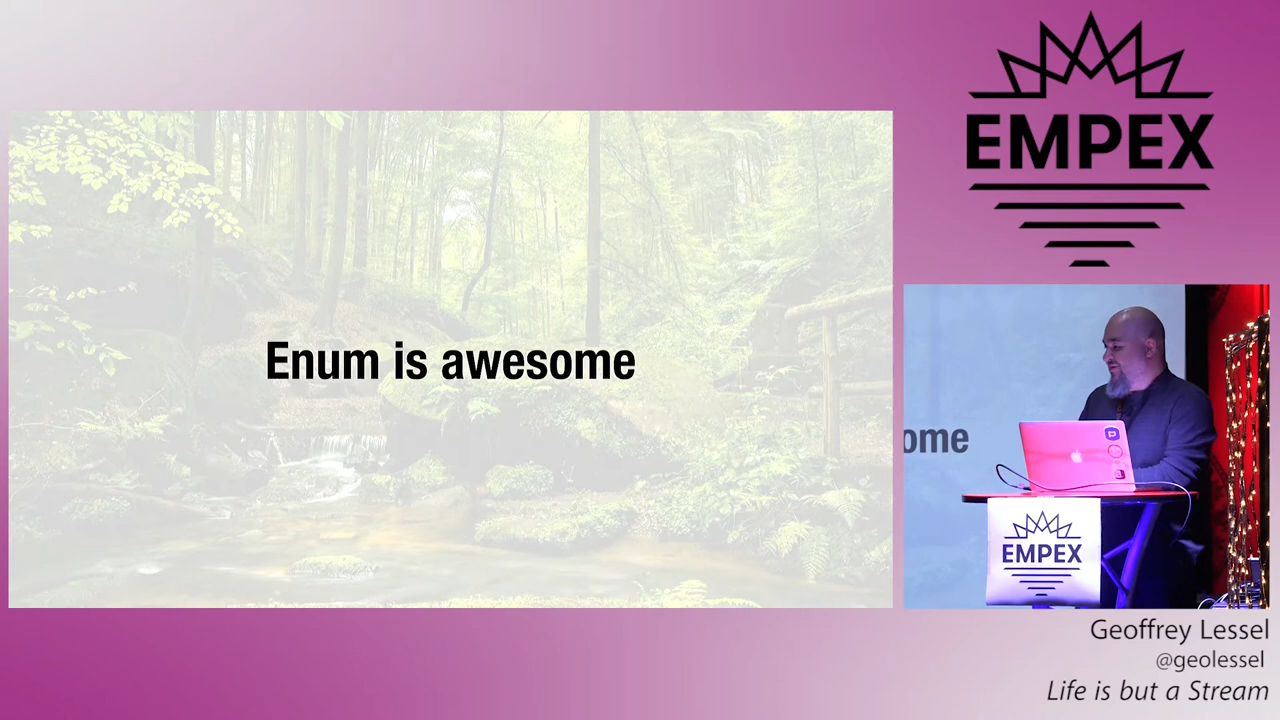 EMPEX
Enum is awesome
ome
EMPEX
Geoffrey Lessel
@geolessel
Life is but a Stream